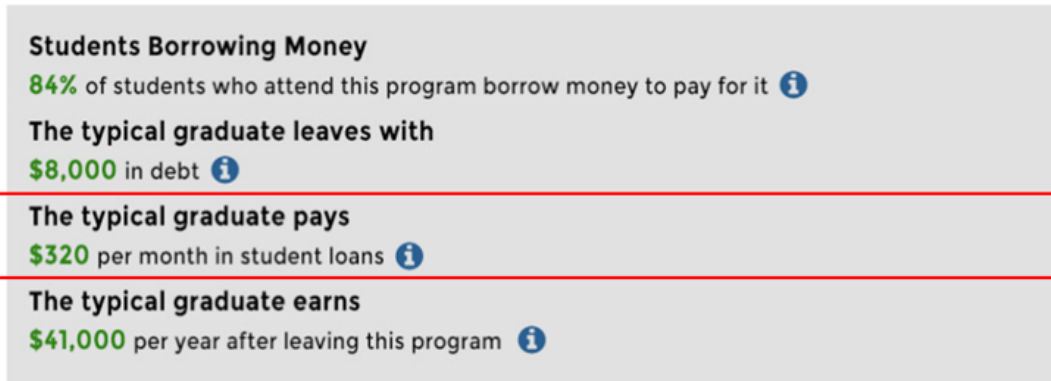 Students Borrowing Money
84% of students who attend this program borrow money to pay for it
The typical graduate leaves with
$8,000 in debt
The typical graduate pays
$320 per month in student loans
The typical graduate earns
$41,000 per year after leaving this program